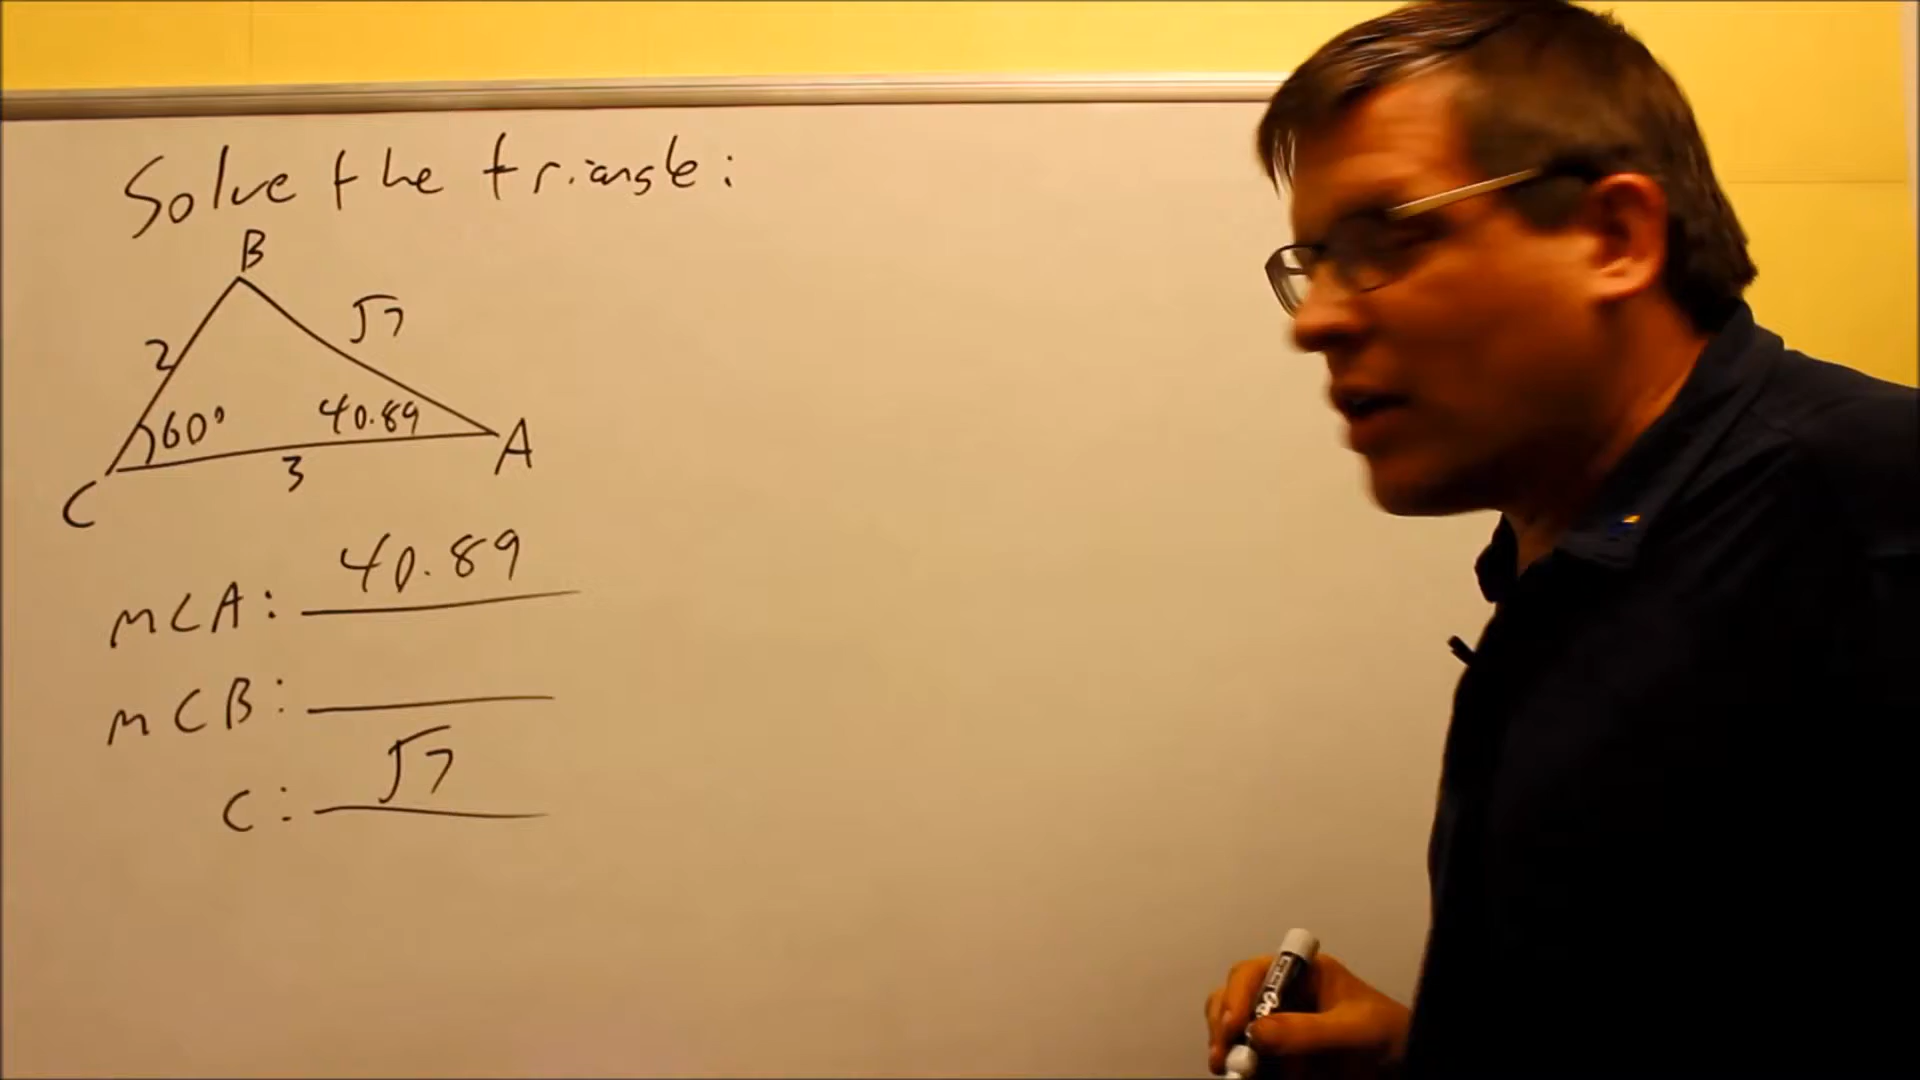 Solve the triangle:
B
2
√7
60°
40.89
A
3
C
m∠A: 40.89
m∠B:
c: √7